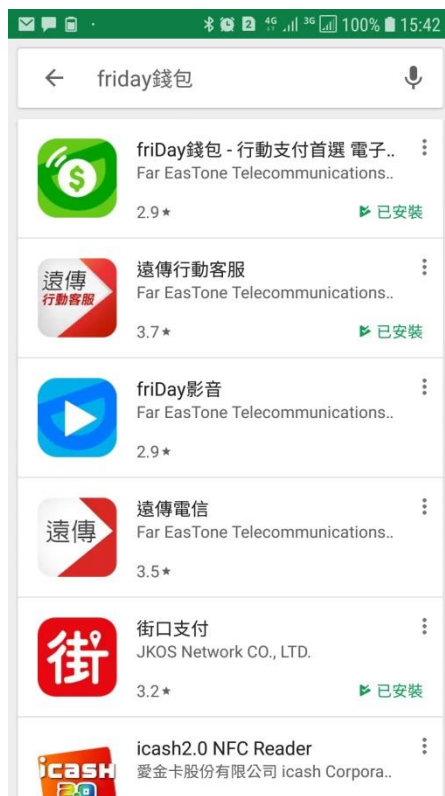 2 4G 3G 100% 15:42
friday錢包
friDay錢包 - 行動支付首選 電子..
Far EasTone Telecommunications..
2.9★
已安裝
遠傳
行動客服
遠傳行動客服
Far EasTone Telecommunications..
3.7★
已安裝
friDay影音
Far EasTone Telecommunications..
2.9★
遠傳
遠傳電信
Far EasTone Telecommunications..
3.5★
街
街口支付
JKOS Network CO., LTD.
3.2★
已安裝
icash
2.0
icash2.0 NFC Reader
愛金卡股份有限公司 icash Corpora..